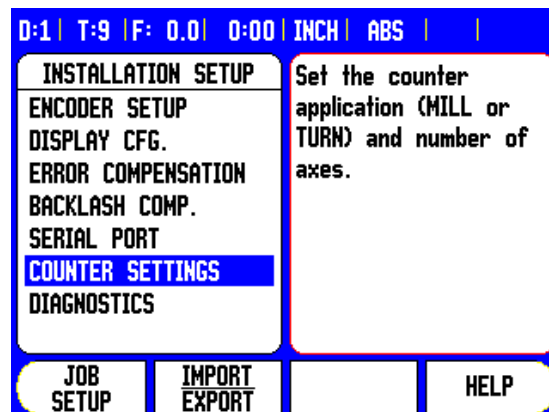 D:1| T:9 |F: 0.0| 0:00| INCH| ABS | |
INSTALLATION SETUP
ENCODER SETUP
DISPLAY CFG.
ERROR COMPENSATION
BACKLASH COMP.
SERIAL PORT
COUNTER SETTINGS
DIAGNOSTICS
Set the counter
application (MILL or
TURN) and number of
axes.
JOB
SETUP
IMPORT
EXPORT
HELP